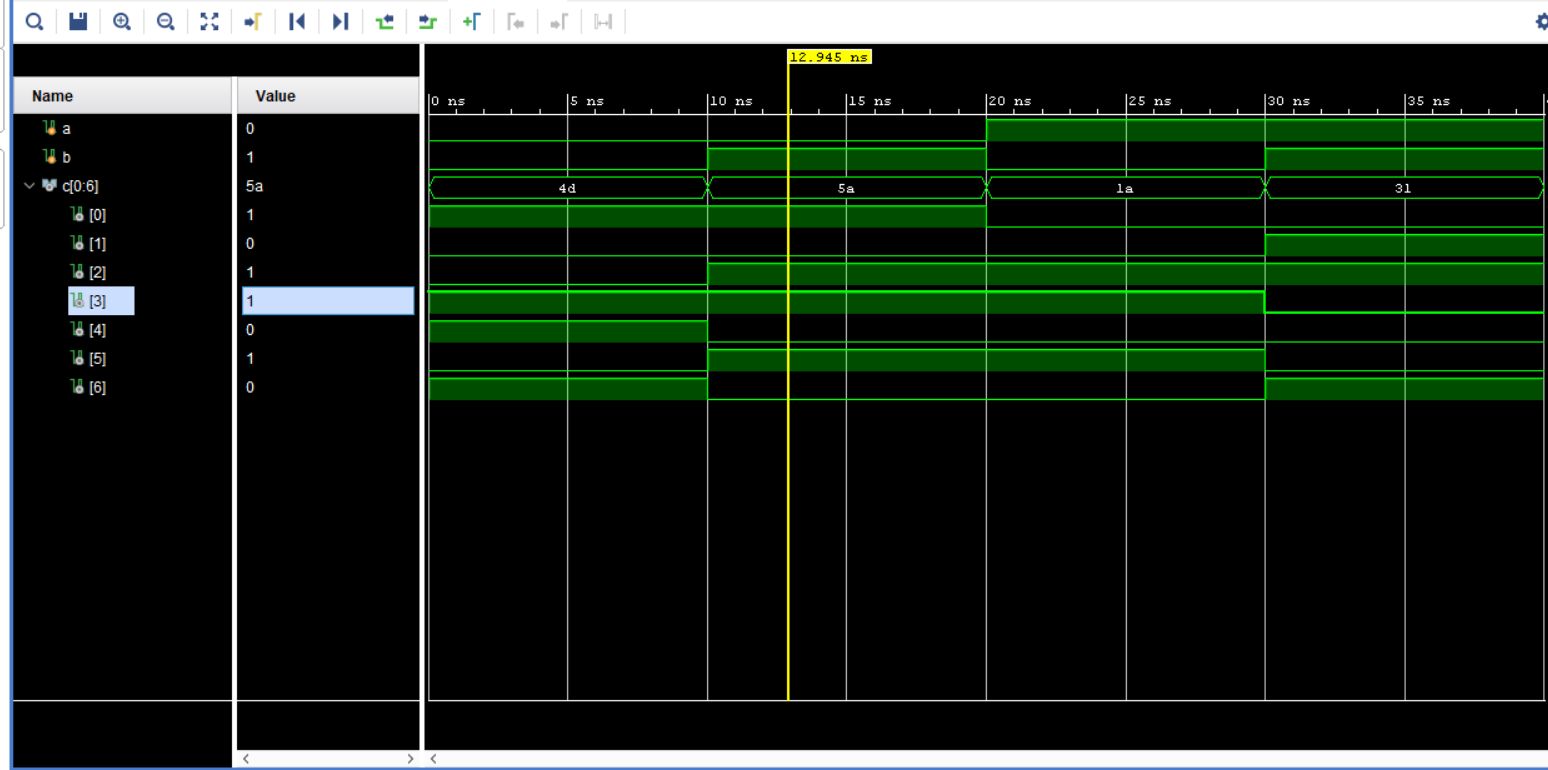 12.945 ns
Name Value
0 ns 5 ns 10 ns 15 ns 20 ns 25 ns 30 ns 35 ns
a 0
b 1
c[0:6] 5a 4d 5a 1a 31
[0] 1
[1] 0
[2] 1
[3] 1
[4] 0
[5] 1
[6] 0